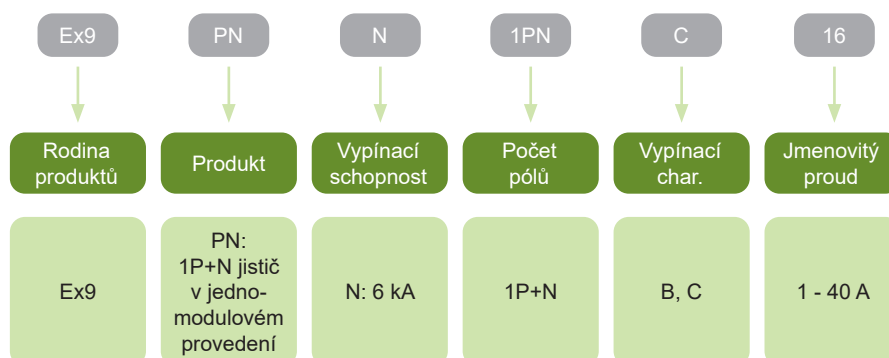 Ex9 PN N 1PN C 16
Rodina
produktů
Produkt
Vypínací
schopnost
Počet
pólů
Vypínací
char.
Jmenovitý
proud
Ex9
PN:
1P+N jistič
v jedno-
modulovém
provedení
N: 6 kA
1P+N
B, C
1 - 40 A